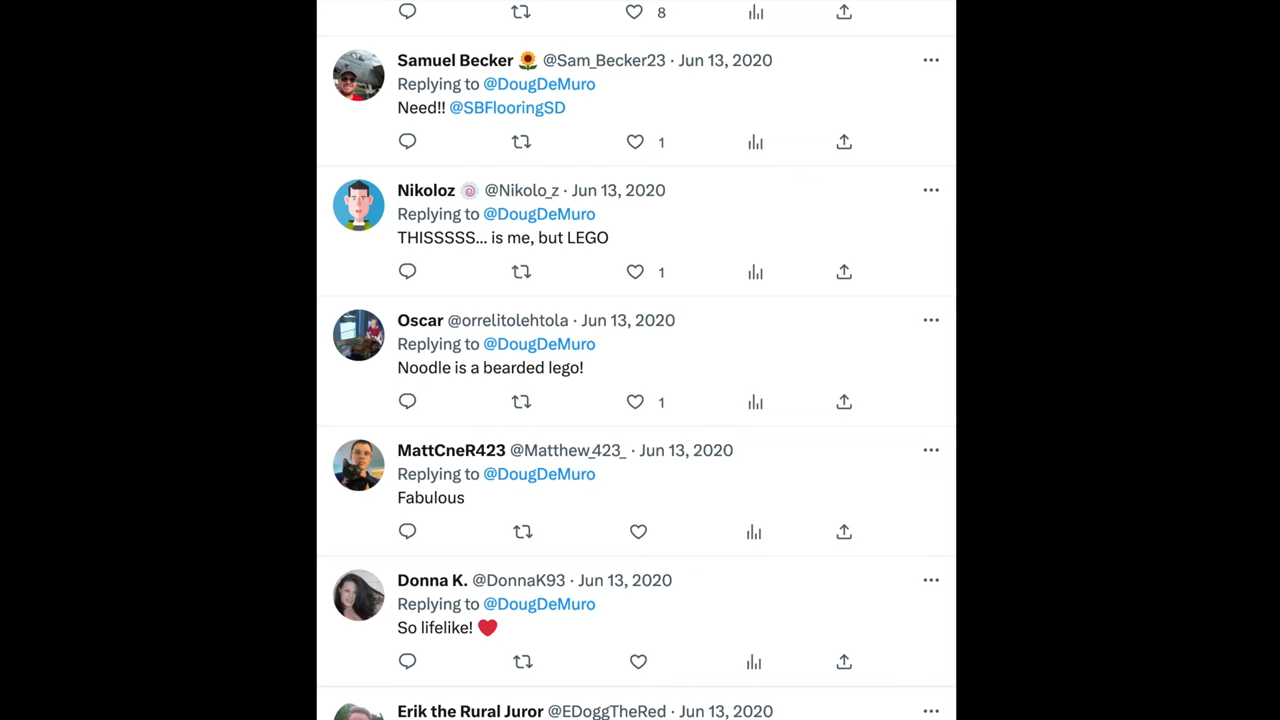 8
Samuel Becker 🌻 @Sam_Becker23 · Jun 13, 2020
Replying to @DougDeMuro
Need!! @SBFlooringSD
1
Nikoloz 🍥 @Nikolo_z · Jun 13, 2020
Replying to @DougDeMuro
THISSSSS... is me, but LEGO
1
Oscar @orrelitolehtola · Jun 13, 2020
Replying to @DougDeMuro
Noodle is a bearded lego!
1
MattCneR423 @Matthew_423_ · Jun 13, 2020
Replying to @DougDeMuro
Fabulous
Donna K. @DonnaK93 · Jun 13, 2020
Replying to @DougDeMuro
So lifelike! ❤️
Erik the Rural Juror @EDoggTheRed · Jun 13, 2020